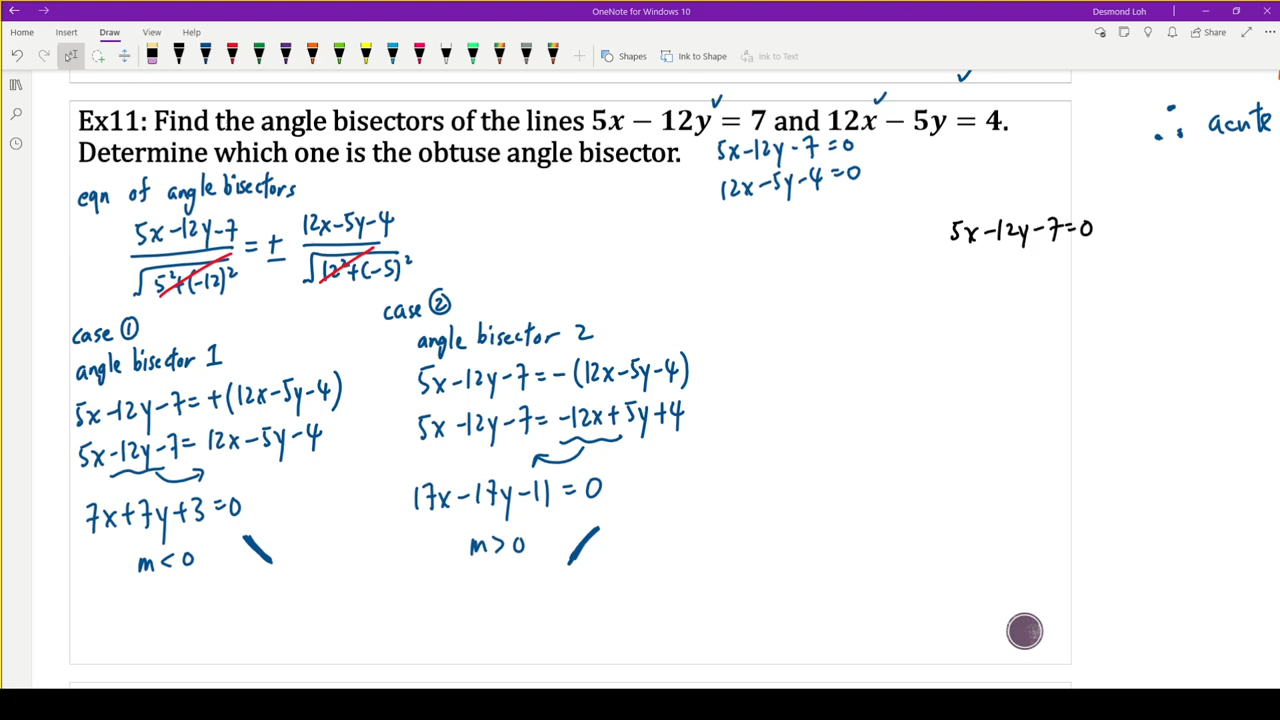 OneNote for Windows 10
Desmond Loh
Home Insert Draw View Help
Share
Shapes Ink to Shape Ink to Text
Ex11: Find the angle bisectors of the lines 5x − 12y = 7 and 12x − 5y = 4.
Determine which one is the obtuse angle bisector.
∴ acute
5x-12y-7=0
12x-5y-4=0
eqn of angle bisectors
5x-12y-7=0
5x-12y-7 / √5²+(-12)² = ± 12x-5y-4 / √12²+(-5)²
case ①
angle bisector 1
5x-12y-7=+(12x-5y-4)
5x-12y-7=12x-5y-4
7x+7y+3=0
m<0
case ②
angle bisector 2
5x-12y-7=-(12x-5y-4)
5x-12y-7=-12x+5y+4
17x-17y-11=0
m>0